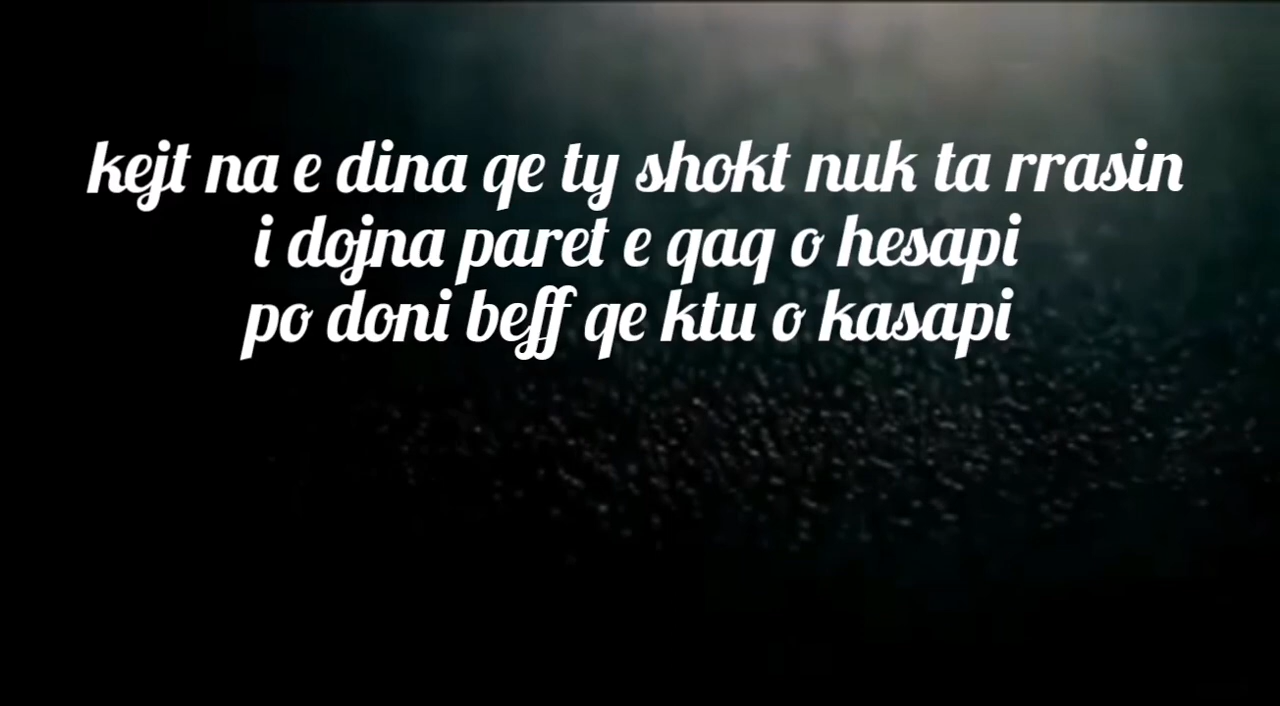 kejt na e dina qe ty shokt nuk ta rrasin
i dojna paret e qaq o hesapi
po doni beff qe ktu o kasapi